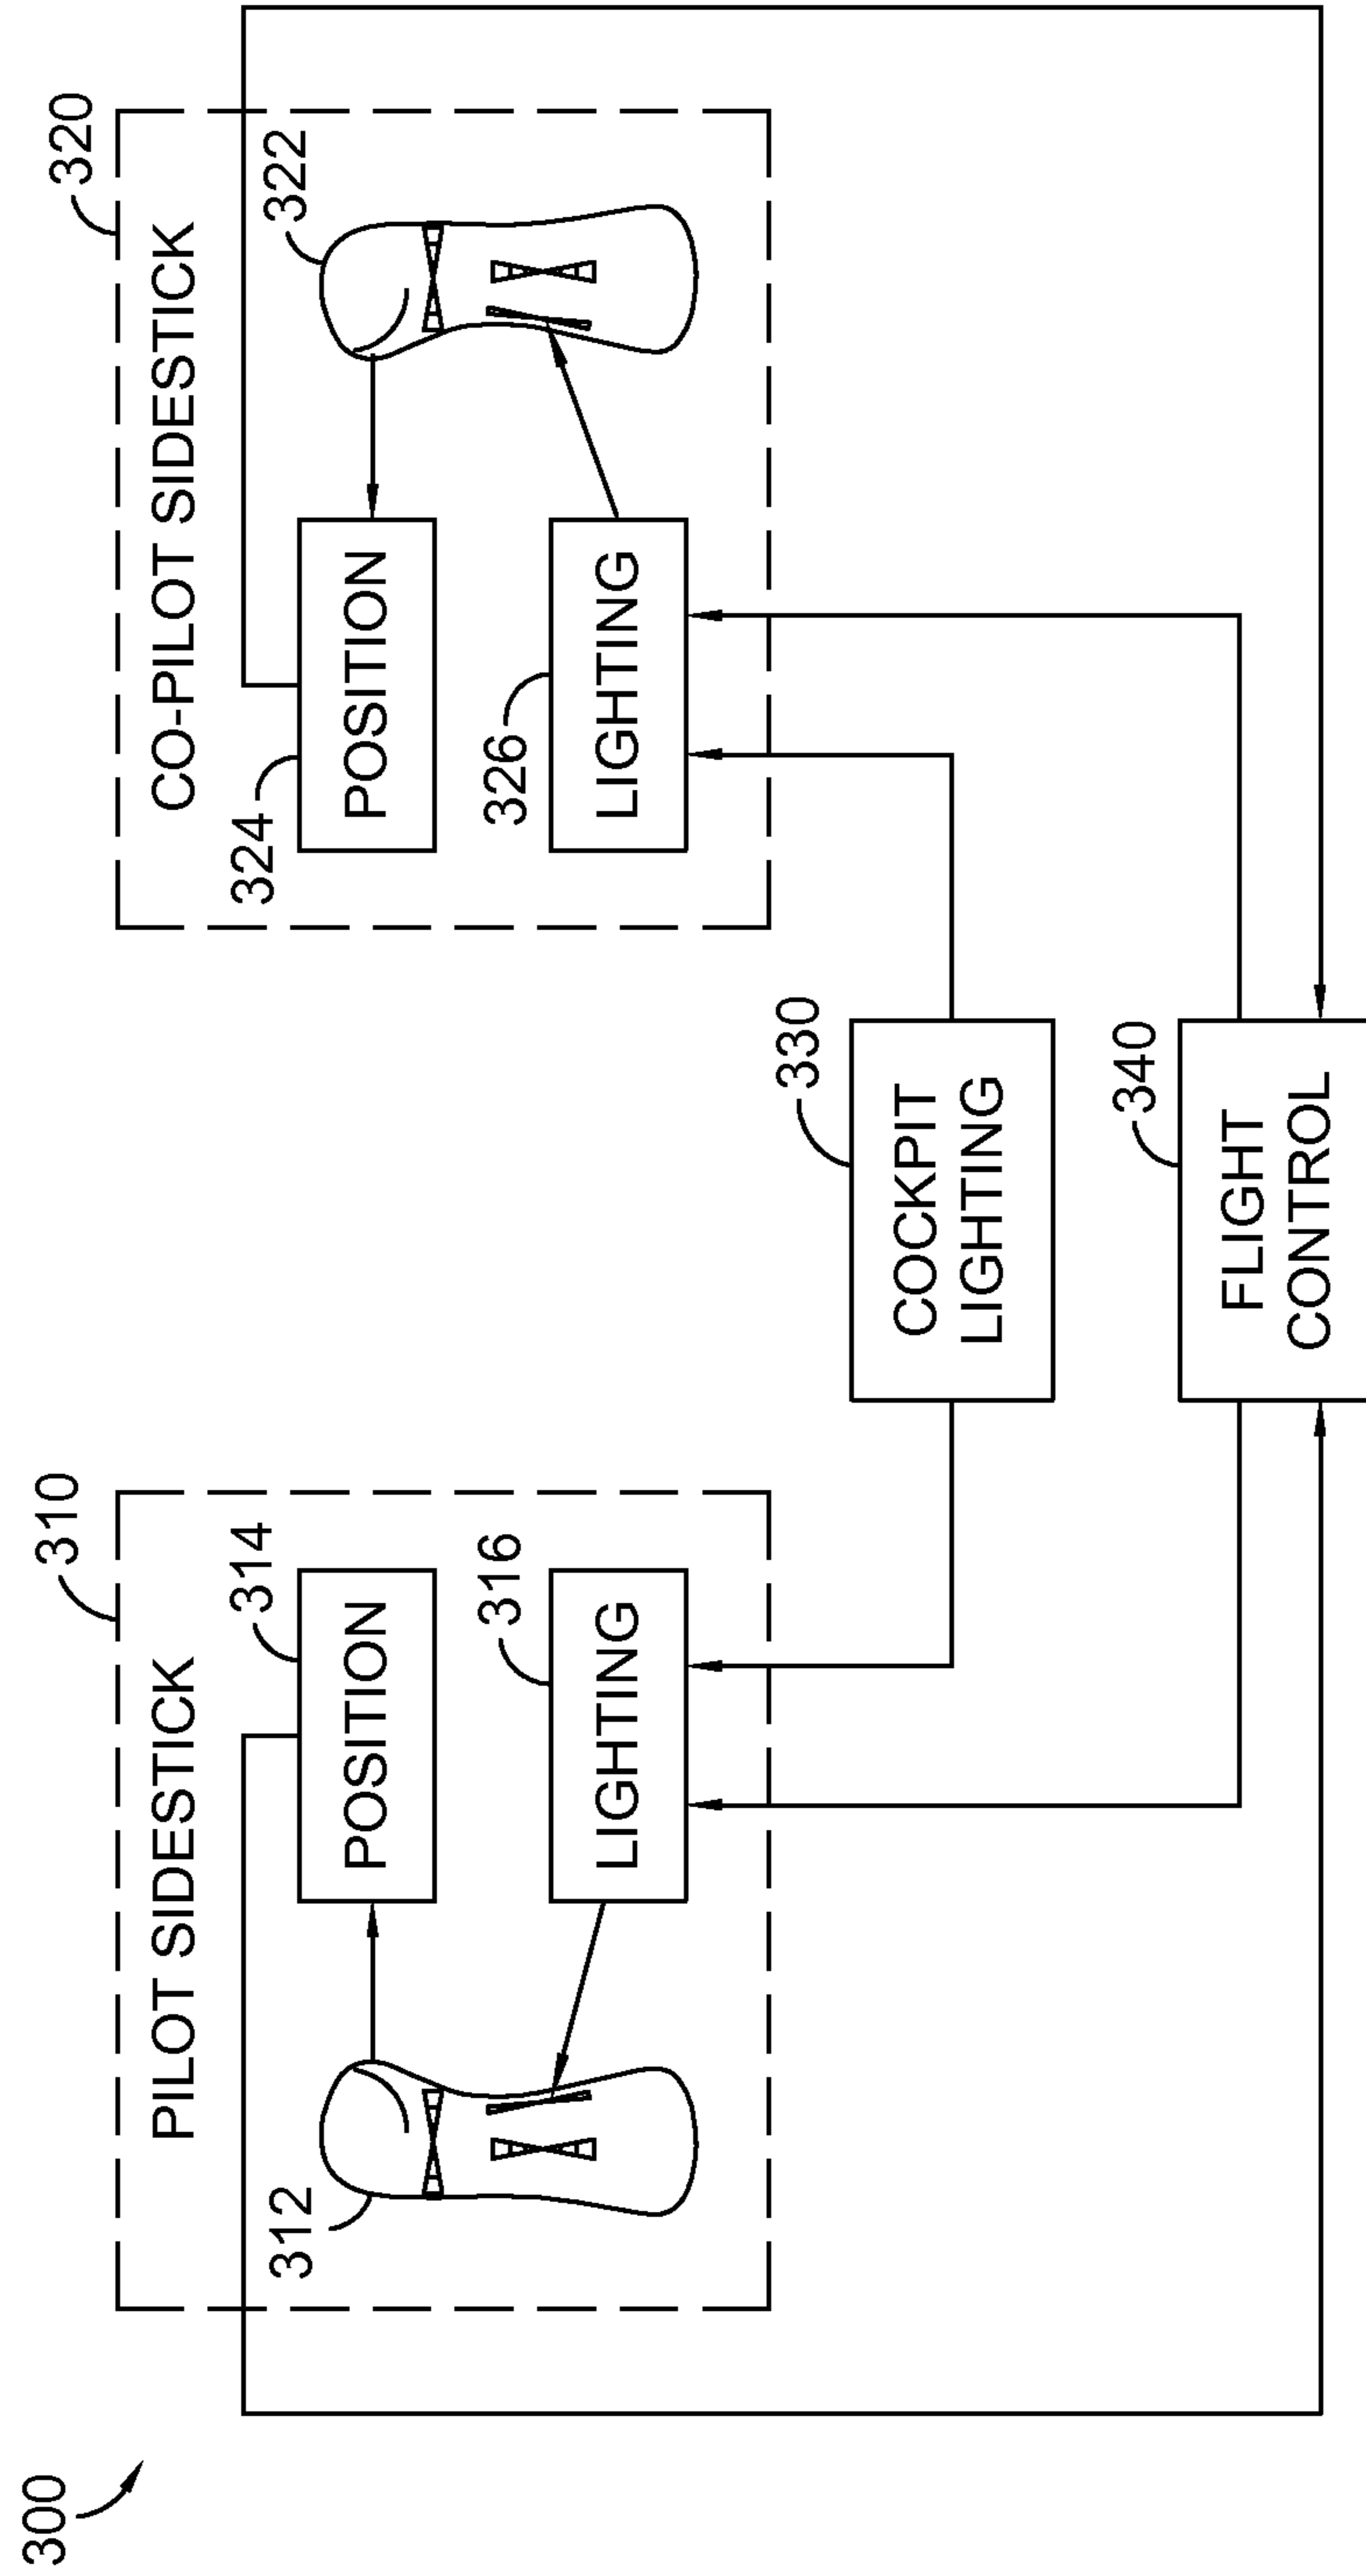 300
310
PILOT SIDESTICK
312
314
POSITION
316
LIGHTING
320
CO-PILOT SIDESTICK
322
324
POSITION
326
LIGHTING
330
COCKPIT
LIGHTING
340
FLIGHT
CONTROL